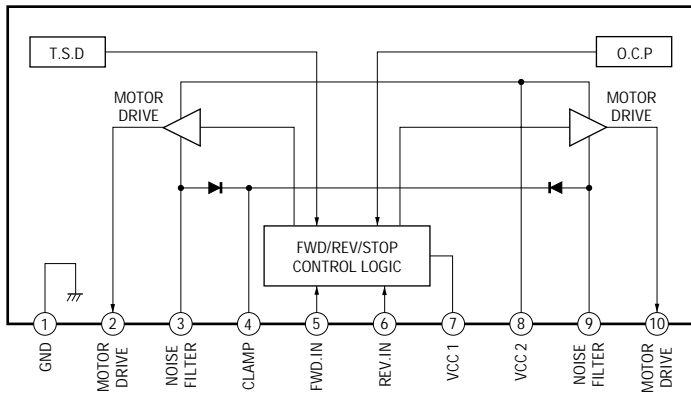 T.S.D
O.C.P
MOTOR
DRIVE
MOTOR
DRIVE
FWD/REV/STOP
CONTROL LOGIC
1
2
3
4
5
6
7
8
9
10
GND
MOTOR
DRIVE
NOISE
FILTER
CLAMP
FWD.IN
REV.IN
VCC 1
VCC 2
NOISE
FILTER
MOTOR
DRIVE